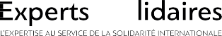 Experts lidaires
L'EXPERTISE AU SERVICE DE LA SOLIDARITÉ INTERNATIONALE